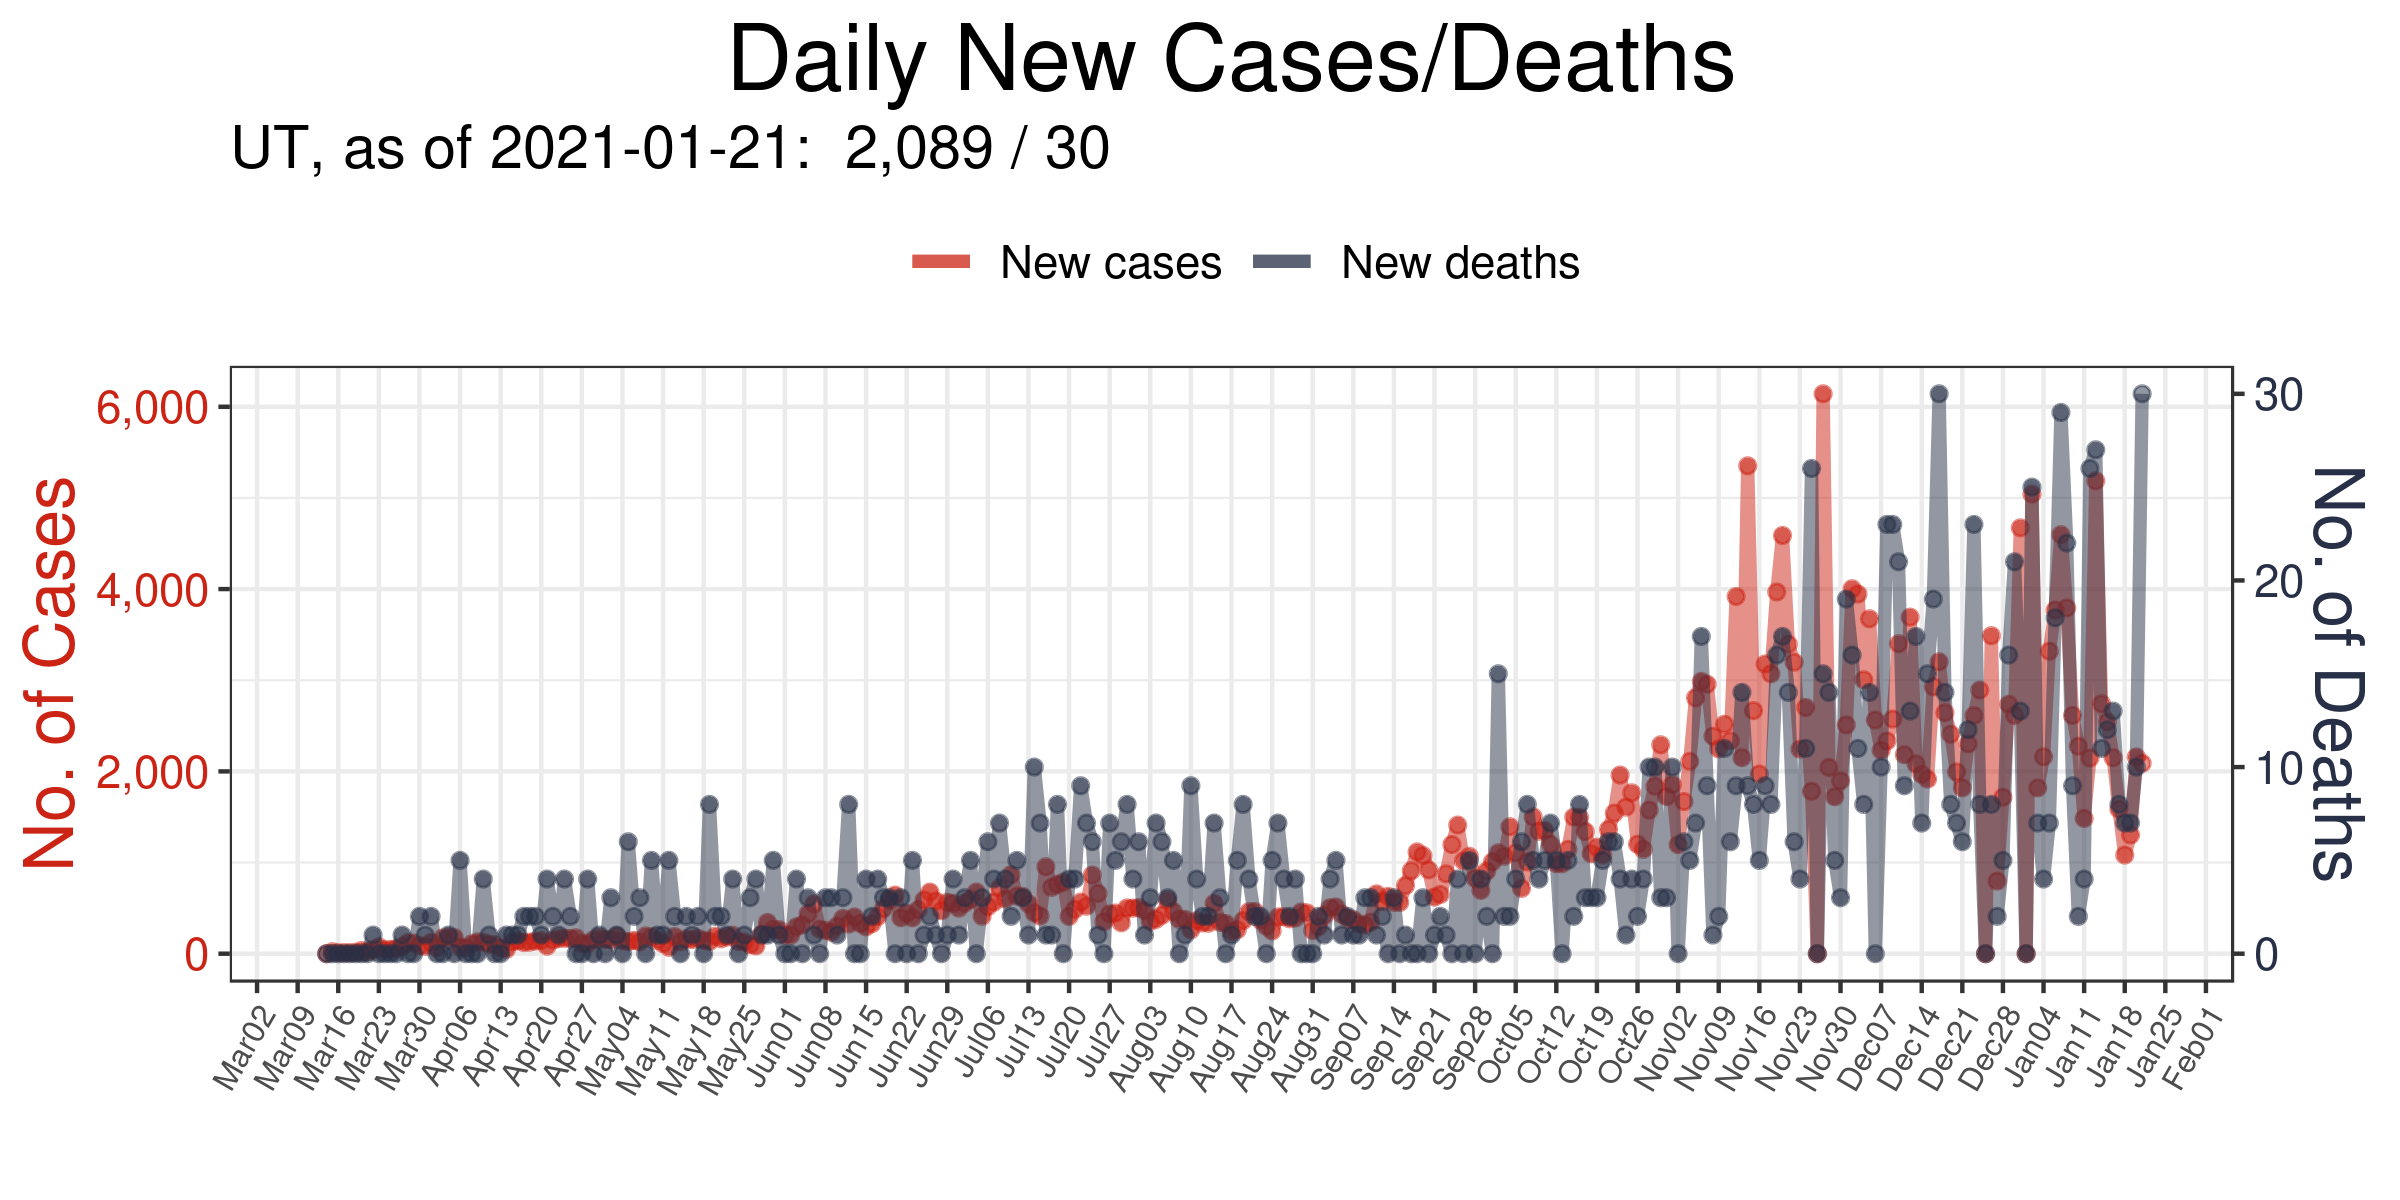 Daily New Cases/Deaths
UT, as of 2021-01-21:  2,089 / 30
New cases
New deaths
No. of Cases
6,000
4,000
2,000
0
30
20
10
0
No. of Deaths
Mar02
Mar09
Mar16
Mar23
Mar30
Apr06
Apr13
Apr20
Apr27
May04
May11
May18
May25
Jun01
Jun08
Jun15
Jun22
Jun29
Jul06
Jul13
Jul20
Jul27
Aug03
Aug10
Aug17
Aug24
Aug31
Sep07
Sep14
Sep21
Sep28
Oct05
Oct12
Oct19
Oct26
Nov02
Nov09
Nov16
Nov23
Nov30
Dec07
Dec14
Dec21
Dec28
Jan04
Jan11
Jan18
Jan25
Feb01